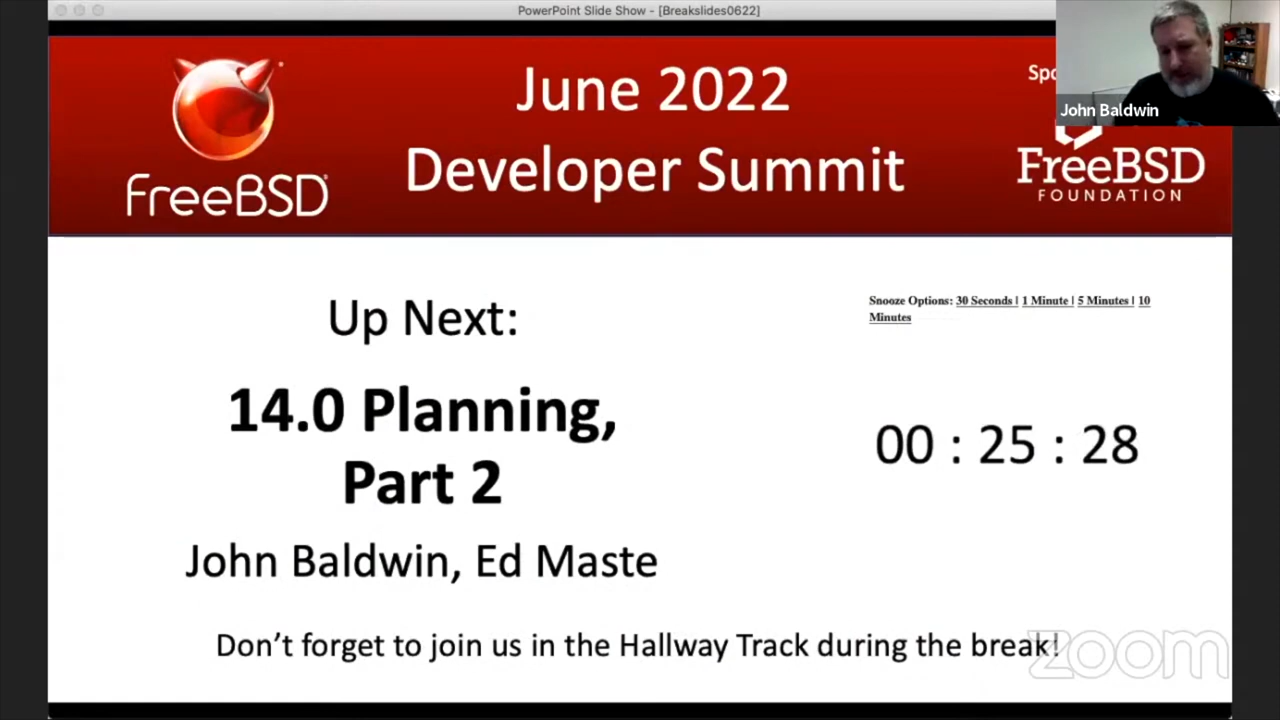 PowerPoint Slide Show - [Breakslides0622]
June 2022
Developer Summit
FreeBSD
Spo
John Baldwin
FreeBSD
FOUNDATION
Up Next:
14.0 Planning,
Part 2
John Baldwin, Ed Maste
Snooze Options: 30 Seconds | 1 Minute | 5 Minutes | 10
Minutes
00 : 25 : 28
Don't forget to join us in the Hallway Track during the break!
zoom